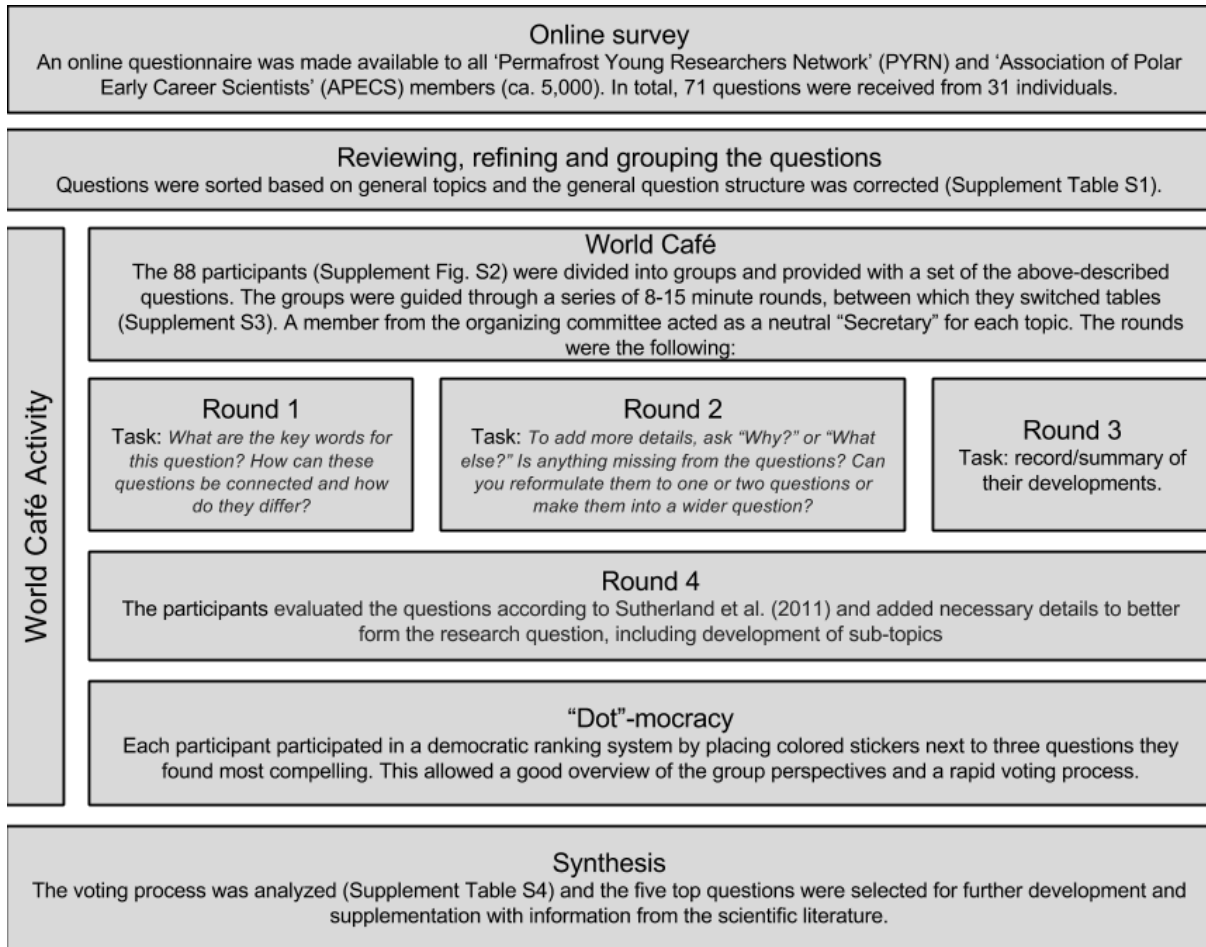 Online survey
An online questionnaire was made available to all ‘Permafrost Young Researchers Network’ (PYRN) and ‘Association of Polar
Early Career Scientists’ (APECS) members (ca. 5,000). In total, 71 questions were received from 31 individuals.
Reviewing, refining and grouping the questions
Questions were sorted based on general topics and the general question structure was corrected (Supplement Table S1).
World Café Activity
World Café
The 88 participants (Supplement Fig. S2) were divided into groups and provided with a set of the above-described
questions. The groups were guided through a series of 8-15 minute rounds, between which they switched tables
(Supplement S3). A member from the organizing committee acted as a neutral “Secretary” for each topic. The rounds
were the following:
Round 1
Task: What are the key words for
this question? How can these
questions be connected and how
do they differ?
Round 2
Task: To add more details, ask “Why?” or “What
else?” Is anything missing from the questions? Can
you reformulate them to one or two questions or
make them into a wider question?
Round 3
Task: record/summary of
their developments.
Round 4
The participants evaluated the questions according to Sutherland et al. (2011) and added necessary details to better
form the research question, including development of sub-topics
“Dot”-mocracy
Each participant participated in a democratic ranking system by placing colored stickers next to three questions they
found most compelling. This allowed a good overview of the group perspectives and a rapid voting process.
Synthesis
The voting process was analyzed (Supplement Table S4) and the five top questions were selected for further development and
supplementation with information from the scientific literature.